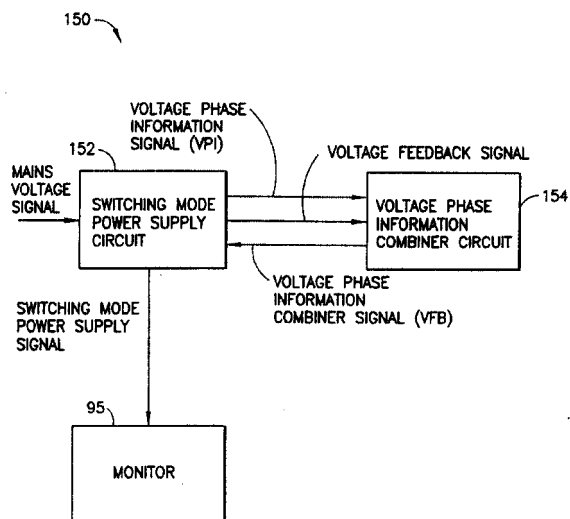 150
VOLTAGE PHASE
INFORMATION
SIGNAL (VPI)
152
VOLTAGE FEEDBACK SIGNAL
MAINS
VOLTAGE
SIGNAL
SWITCHING MODE
POWER SUPPLY
CIRCUIT
VOLTAGE PHASE
INFORMATION
COMBINER CIRCUIT
154
VOLTAGE PHASE
INFORMATION
COMBINER SIGNAL (VFB)
SWITCHING MODE
POWER SUPPLY
SIGNAL
95
MONITOR